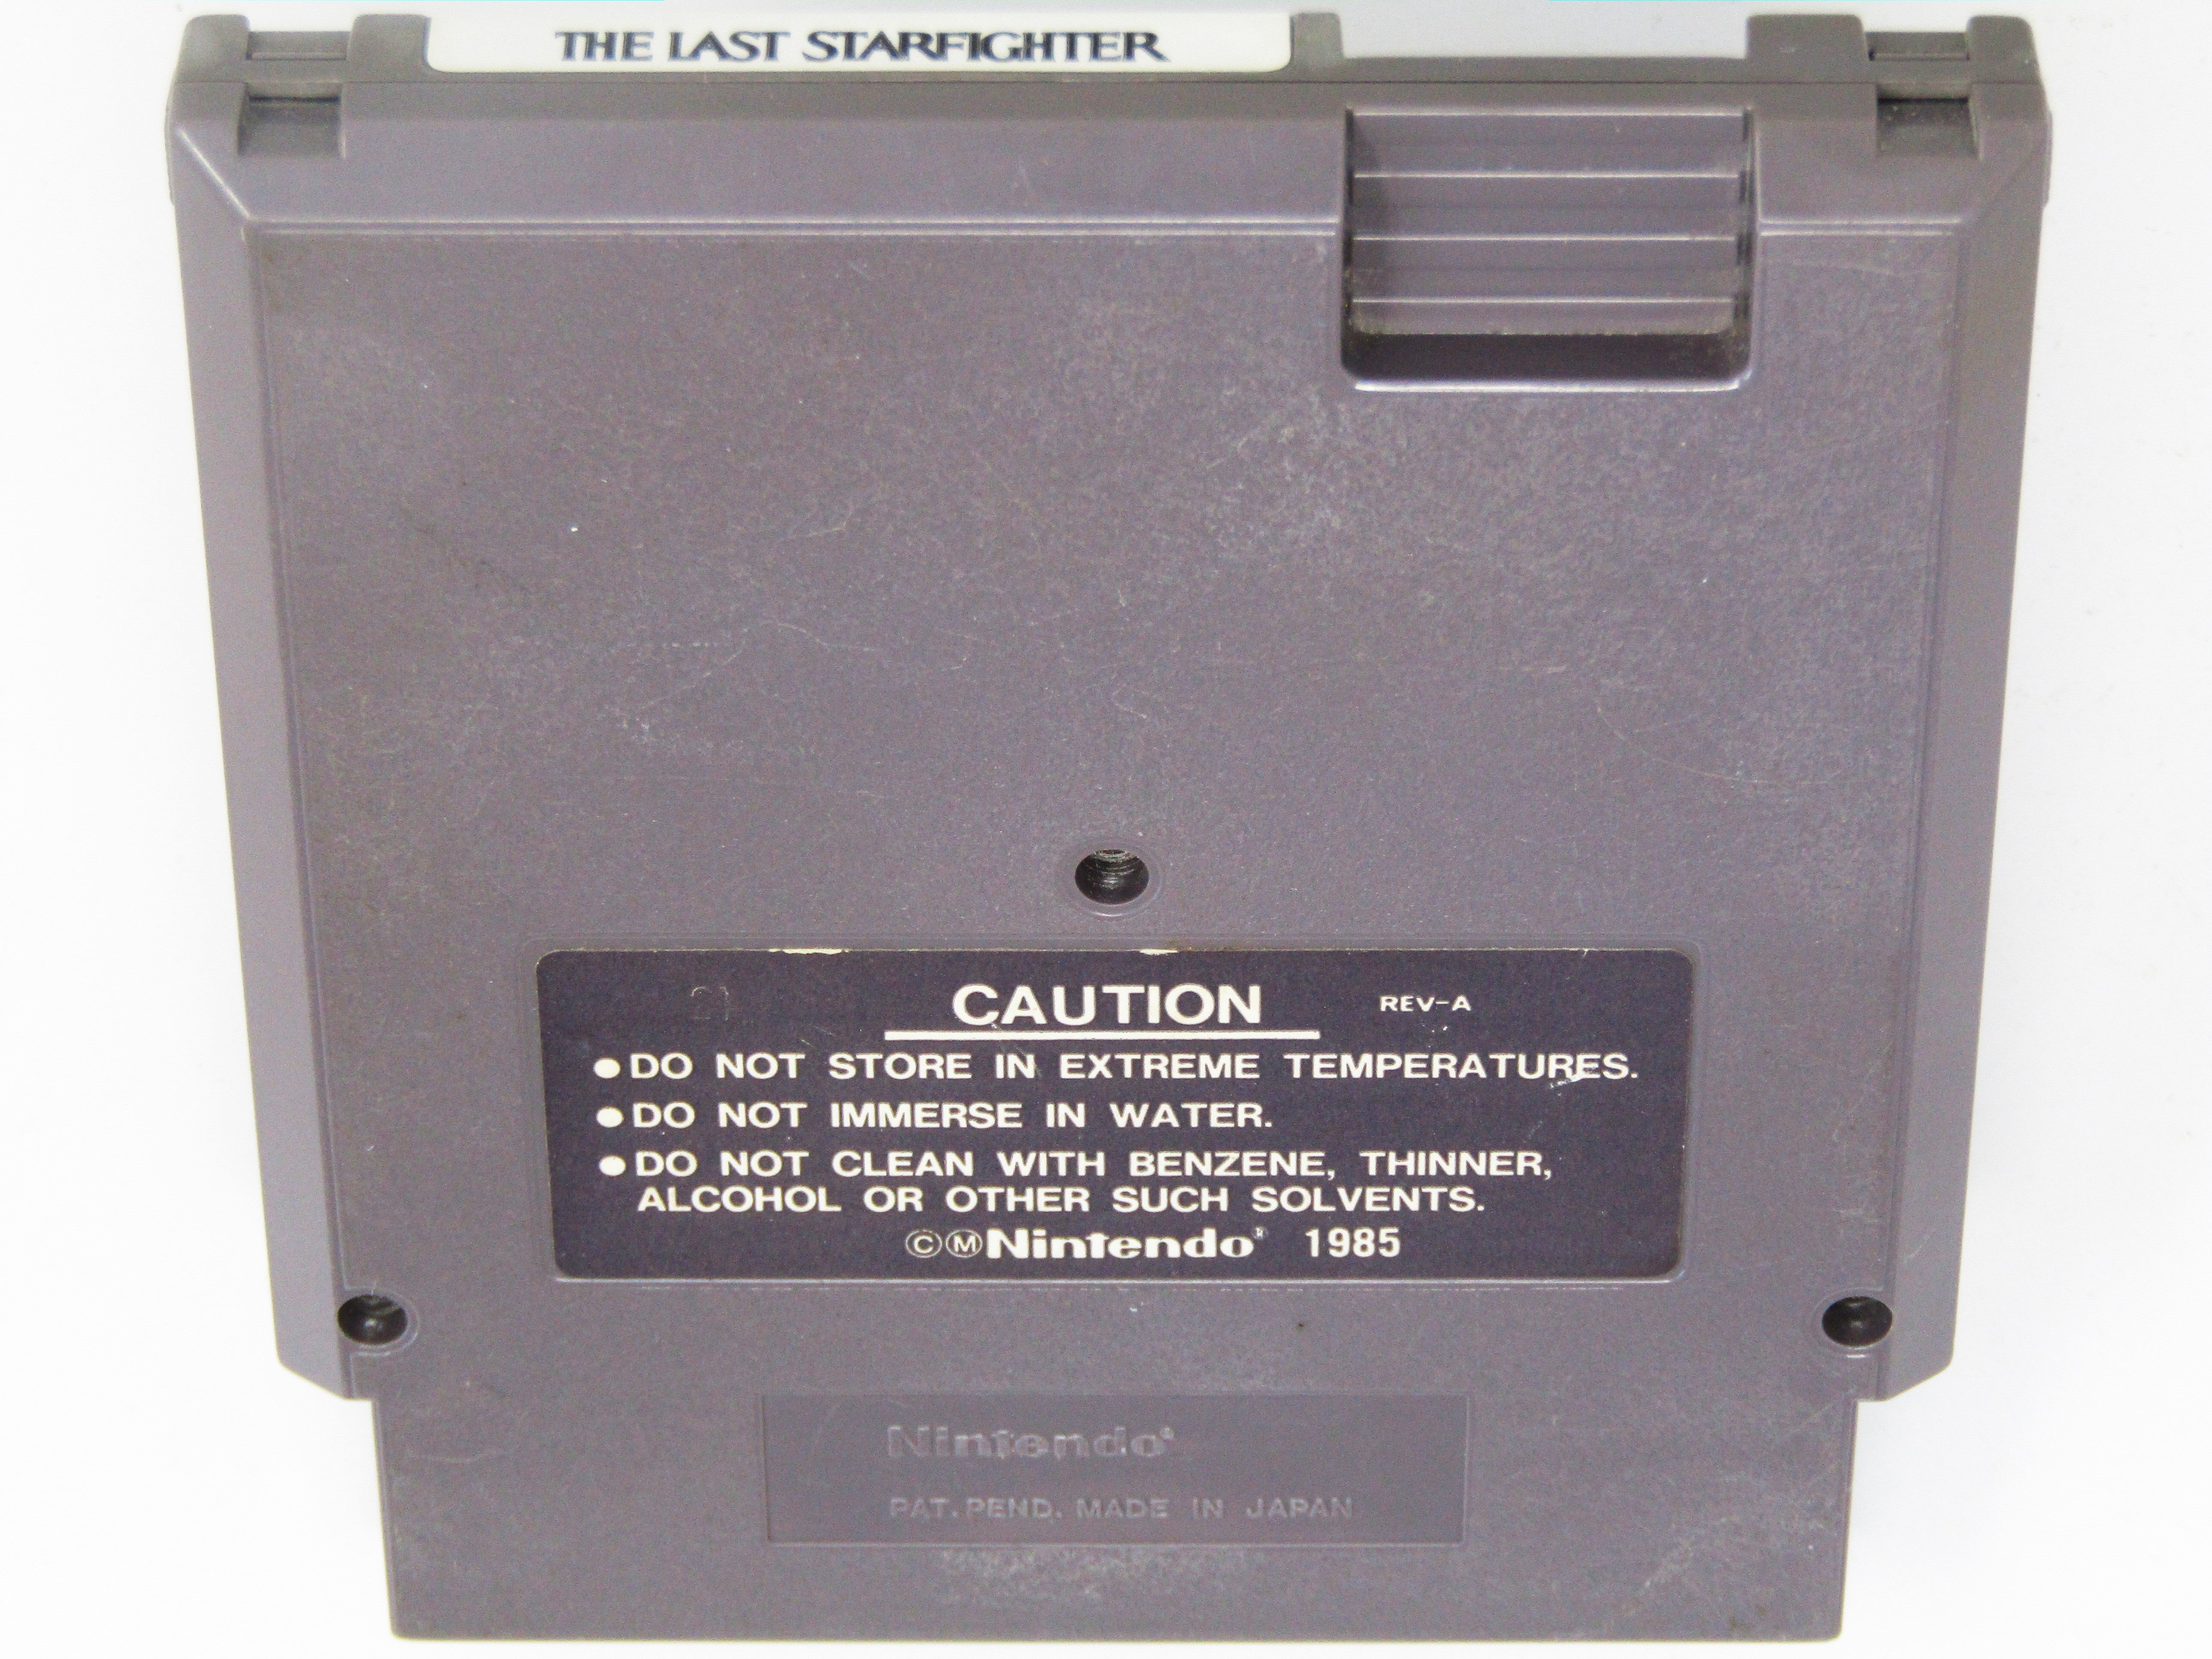 THE LAST STARFIGHTER
21
CAUTION REV-A
●DO NOT STORE IN EXTREME TEMPERATURES.
●DO NOT IMMERSE IN WATER.
●DO NOT CLEAN WITH BENZENE, THINNER,
ALCOHOL OR OTHER SUCH SOLVENTS.
©ⓂNintendo® 1985
Nintendo®
PAT. PEND. MADE IN JAPAN